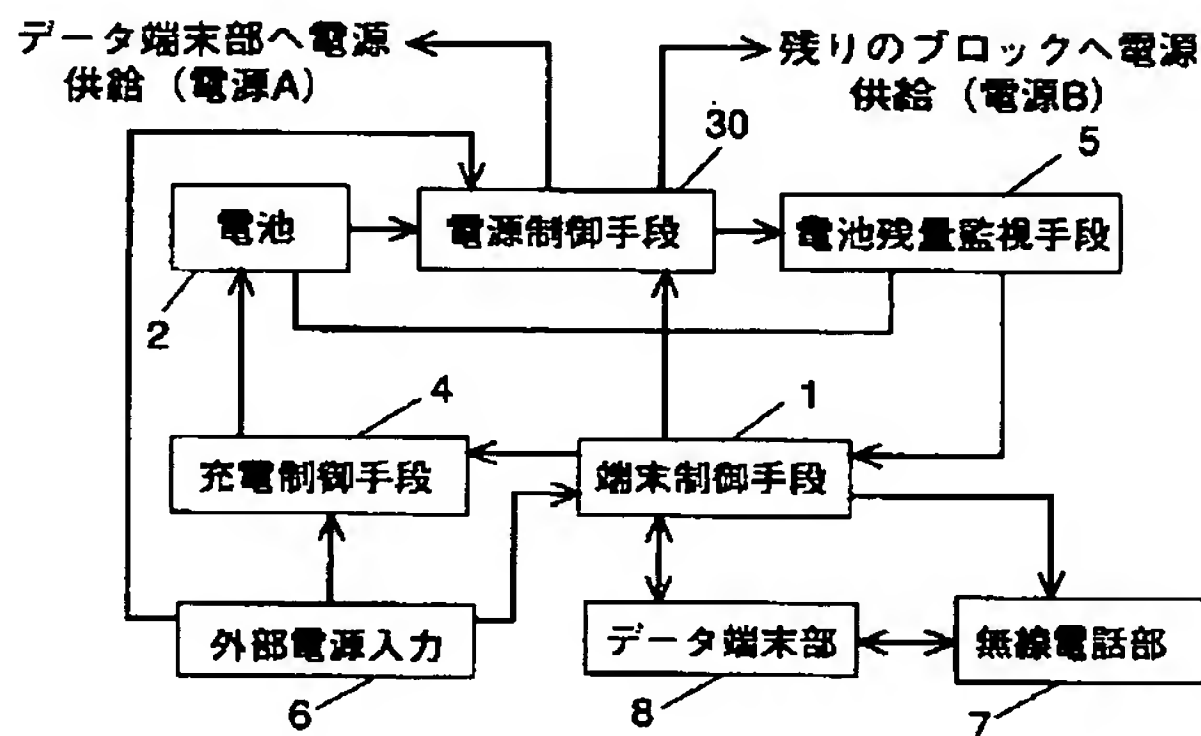 データ端末部へ電源
供給（電源A）
残りのブロックへ電源
供給（電源B）
30
5
電池
電源制御手段
電池残量監視手段
2
4
1
充電制御手段
端末制御手段
外部電源入力
データ端末部
無線電話部
6
8
7